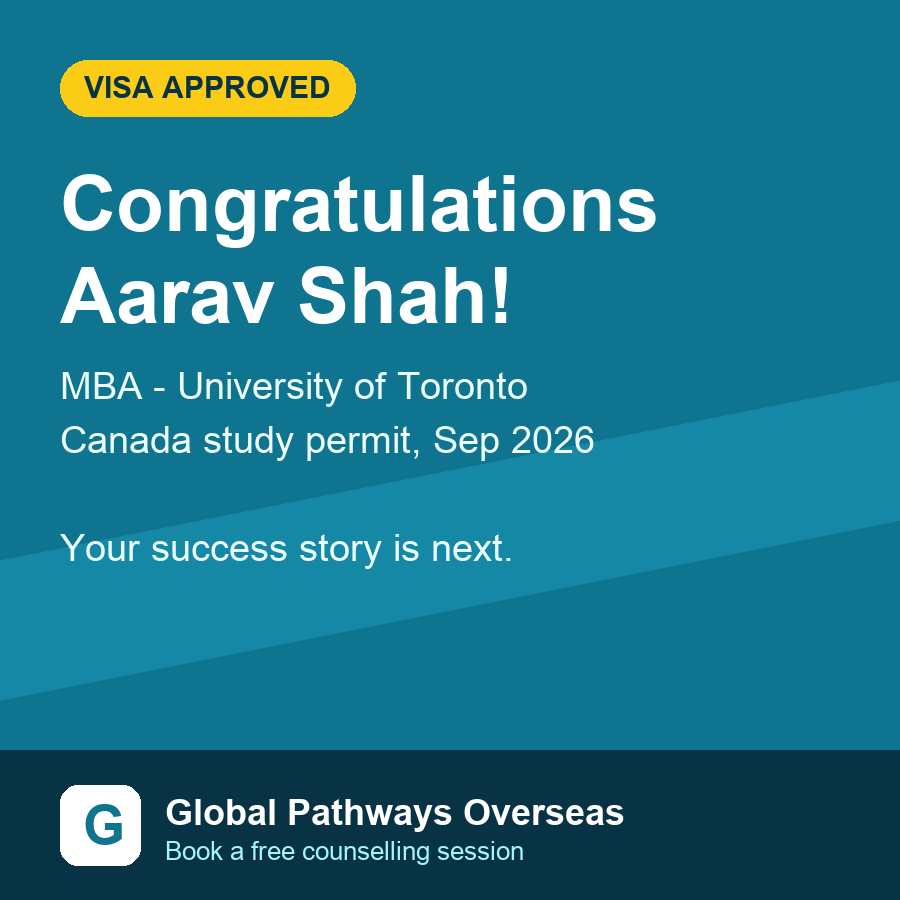 VISA APPROVED
Congratulations
Aarav Shah!
MBA - University of Toronto
Canada study permit, Sep 2026
Your success story is next.
G
Global Pathways Overseas
Book a free counselling session